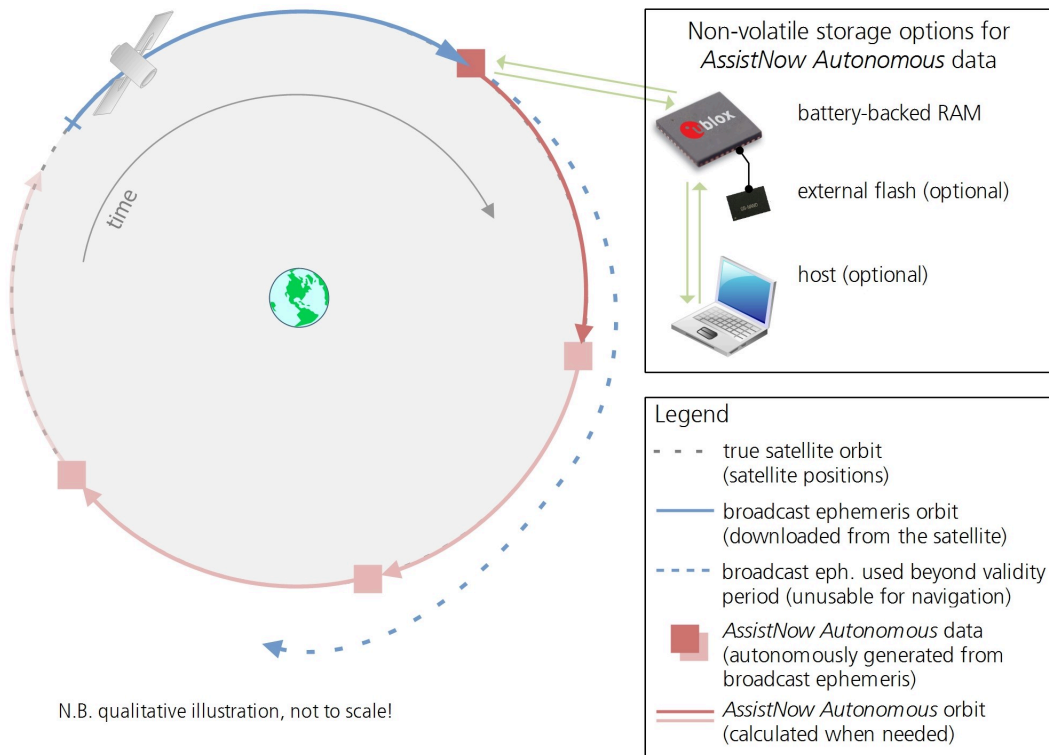 time
N.B. qualitative illustration, not to scale!
Non-volatile storage options for
AssistNow Autonomous data
battery-backed RAM
ublox
external flash (optional)
host (optional)
Legend
true satellite orbit
(satellite positions)
broadcast ephemeris orbit
(downloaded from the satellite)
broadcast eph. used beyond validity
period (unusable for navigation)
AssistNow Autonomous data
(autonomously generated from
broadcast ephemeris)
AssistNow Autonomous orbit
(calculated when needed)